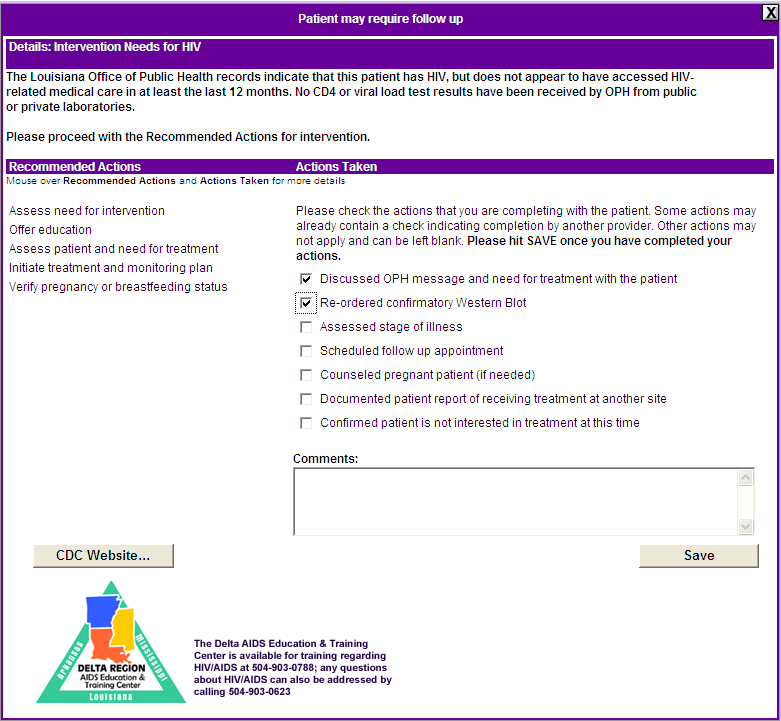 Patient may require follow up
X
Details: Intervention Needs for HIV
The Louisiana Office of Public Health records indicate that this patient has HIV, but does not appear to have accessed HIV-
related medical care in at least the last 12 months. No CD4 or viral load test results have been received by OPH from public
or private laboratories.
Please proceed with the Recommended Actions for intervention.
Recommended Actions
Actions Taken
Mouse over Recommended Actions and Actions Taken for more details
Assess need for intervention
Offer education
Assess patient and need for treatment
Initiate treatment and monitoring plan
Verify pregnancy or breastfeeding status
Please check the actions that you are completing with the patient. Some actions may
already contain a check indicating completion by another provider. Other actions may
not apply and can be left blank. Please hit SAVE once you have completed your
actions.
Discussed OPH message and need for treatment with the patient
Re-ordered confirmatory Western Blot
Assessed stage of illness
Scheduled follow up appointment
Counseled pregnant patient (if needed)
Documented patient report of receiving treatment at another site
Confirmed patient is not interested in treatment at this time
Comments:
CDC Website...
Save
Arkansas
Mississippi
DELTA REGION
AIDS Education &
Training Center
Louisiana
The Delta AIDS Education & Training
Center is available for training regarding
HIV/AIDS at 504-903-0788; any questions
about HIV/AIDS can also be addressed by
calling 504-903-0623